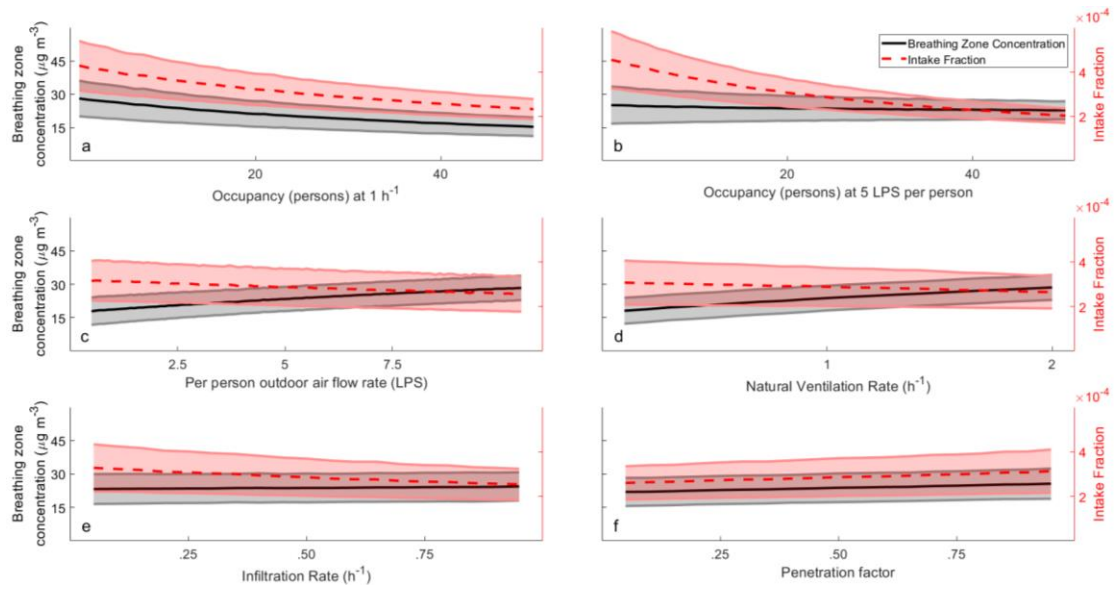 ×10⁻⁴
Breathing zone
concentration (μg m⁻³)
45
30
15
a
20
40
Occupancy (persons) at 1 h⁻¹
Breathing Zone Concentration
Intake Fraction
b
20
40
Occupancy (persons) at 5 LPS per person
4
2
Intake Fraction
Breathing zone
concentration (μg m⁻³)
45
30
15
c
2.5
5
7.5
Per person outdoor air flow rate (LPS)
×10⁻⁴
d
1
2
Natural Ventilation Rate (h⁻¹)
4
2
Intake Fraction
Breathing zone
concentration (μg m⁻³)
45
30
15
e
.25
.50
.75
Infiltration Rate (h⁻¹)
×10⁻⁴
f
.25
.50
.75
Penetration factor
4
2
Intake Fraction